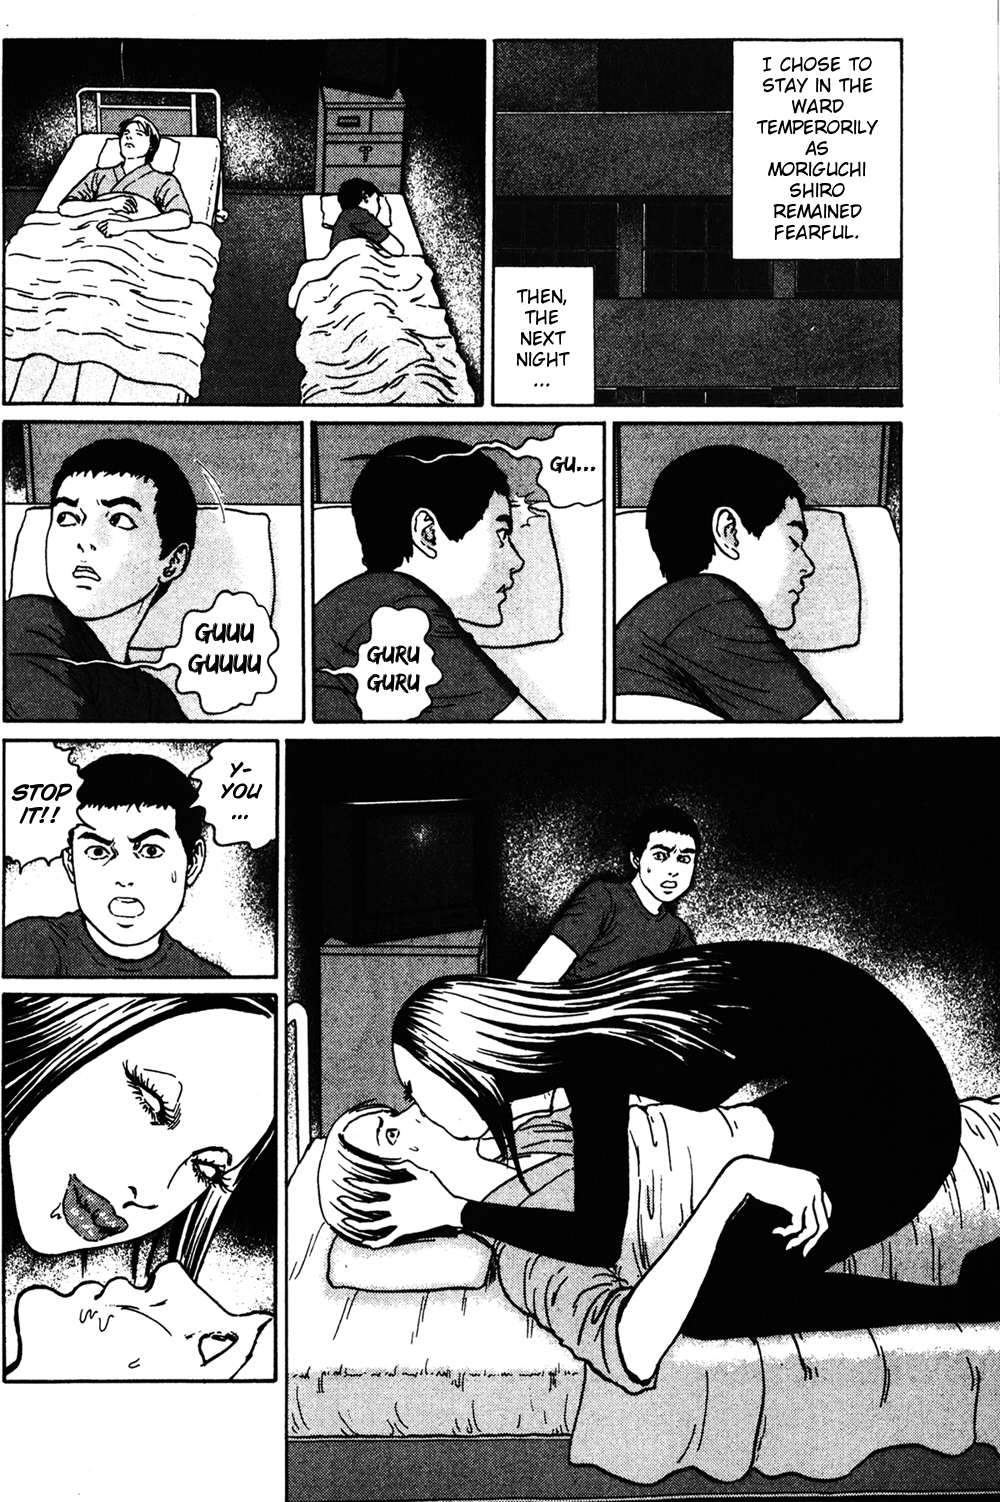 I CHOSE TO
STAY IN THE
WARD
TEMPERORILY
AS
MORIGUCHI
SHIRO
REMAINED
FEARFUL.
THEN,
THE
NEXT
NIGHT
...
GU...
GURU
GURU
GUUU
GUUUU
Y-
YOU
...
STOP
IT!!